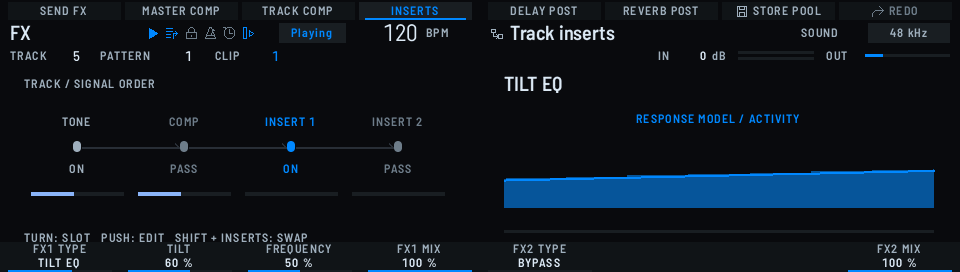 SEND FX MASTER COMP TRACK COMP INSERTS DELAY POST REVERB POST STORE POOL REDO
FX Playing 120 BPM Track inserts SOUND 48 kHz
TRACK 5 PATTERN 1 CLIP 1 IN 0 dB OUT
TRACK / SIGNAL ORDER
TILT EQ
TONE COMP INSERT 1 INSERT 2
RESPONSE MODEL / ACTIVITY
ON PASS ON PASS
TURN: SLOT PUSH: EDIT SHIFT + INSERTS: SWAP
FX1 TYPE TILT FREQUENCY FX1 MIX FX2 TYPE FX2 MIX
TILT EQ 60 % 50 % 100 % BYPASS 100 %